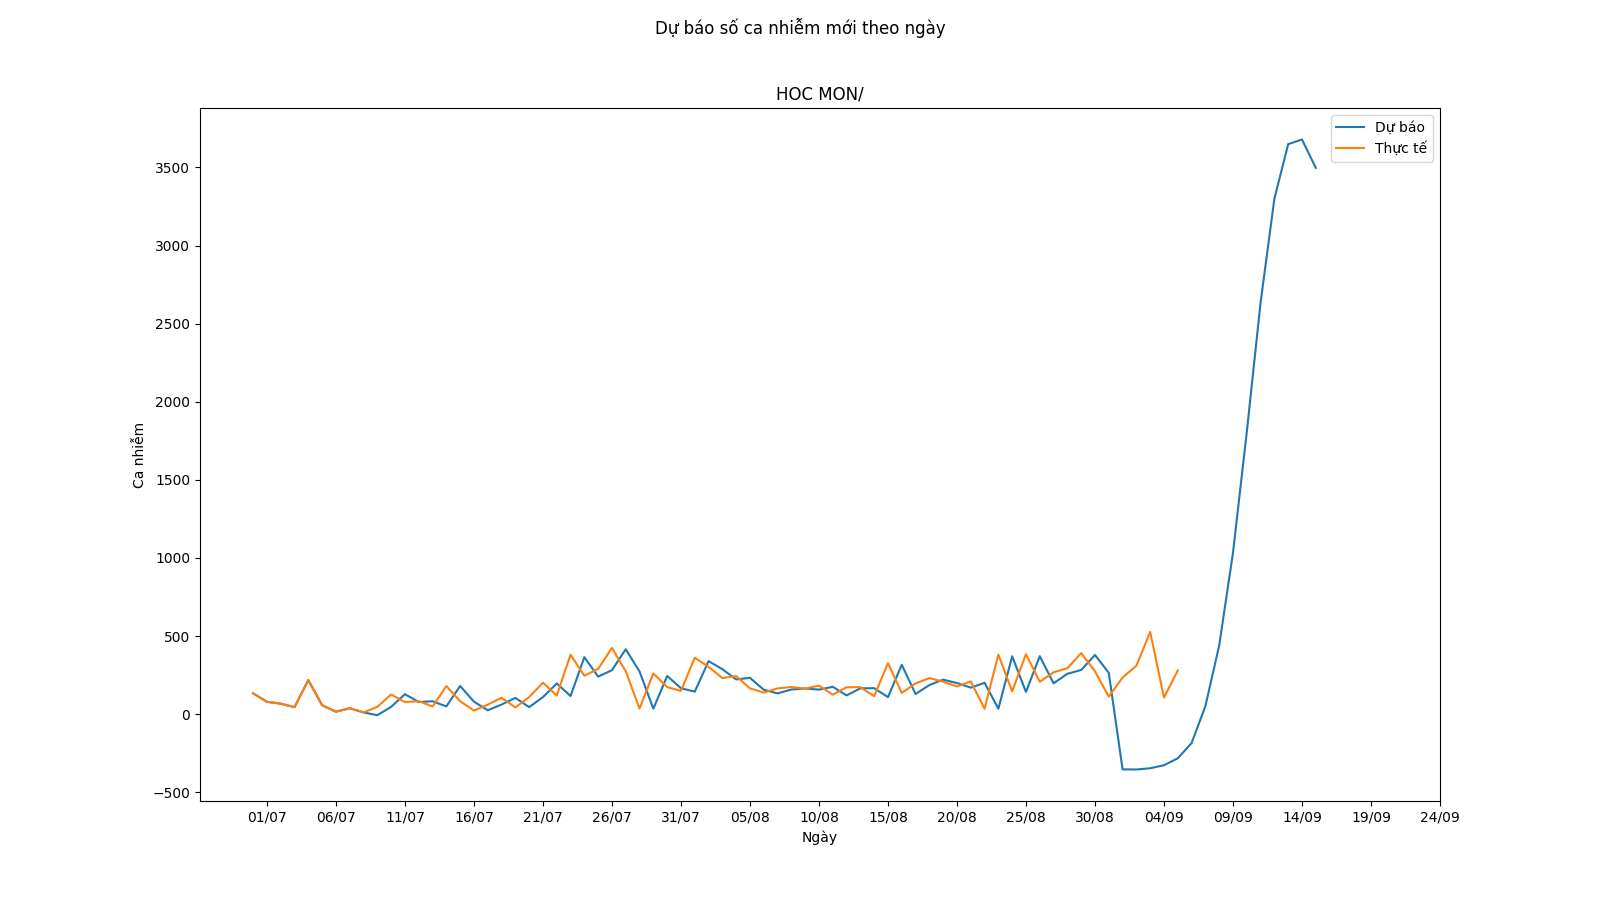 Dự báo số ca nhiễm mới theo ngày
HOC MON/
Dự báo
Thực tế
3500
3000
2500
2000
1500
1000
500
0
−500
Ca nhiễm
01/07 06/07 11/07 16/07 21/07 26/07 31/07 05/08 10/08 15/08 20/08 25/08 30/08 04/09 09/09 14/09 19/09 24/09
Ngày